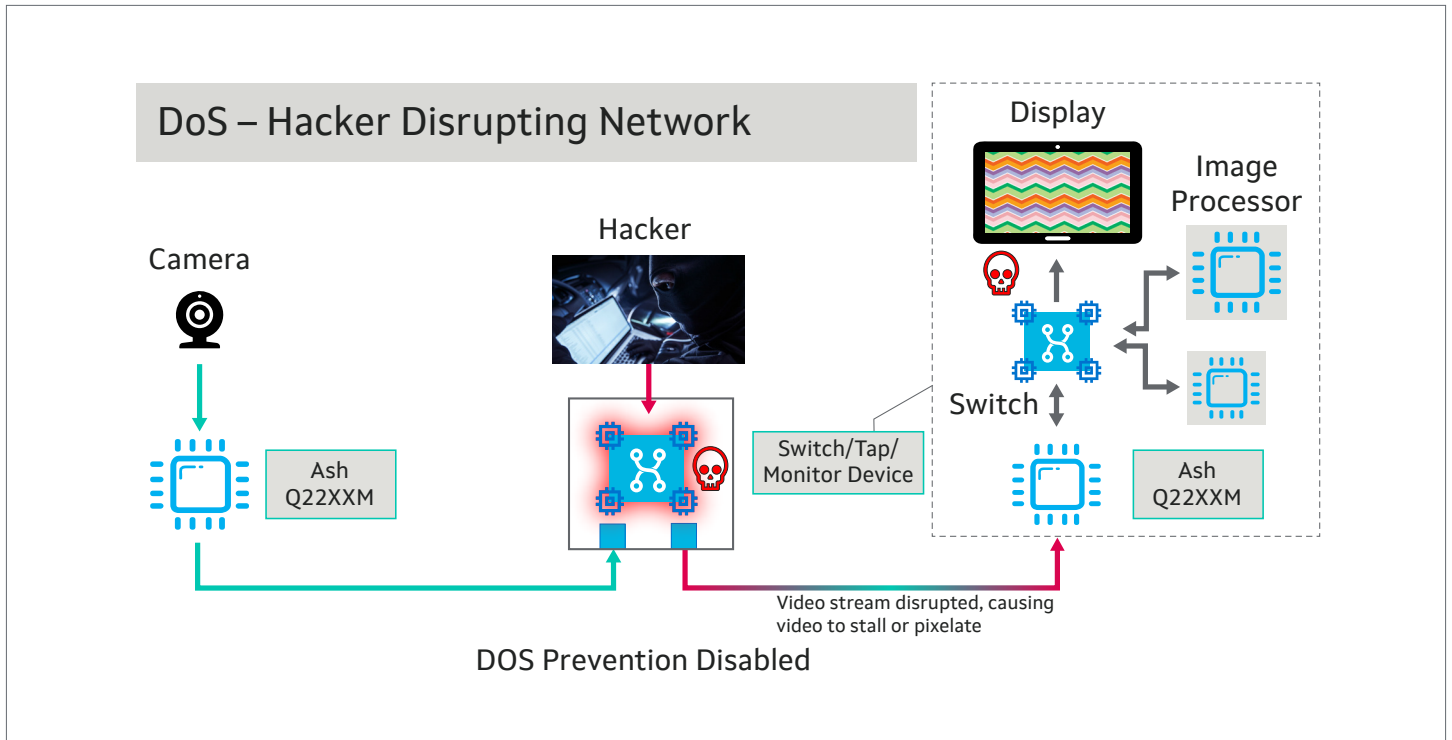 DoS – Hacker Disrupting Network
Display
Image
Processor
Hacker
Camera
Switch
Switch/Tap/
Monitor Device
Ash
Q22XXM
Ash
Q22XXM
Video stream disrupted, causing
video to stall or pixelate
DOS Prevention Disabled